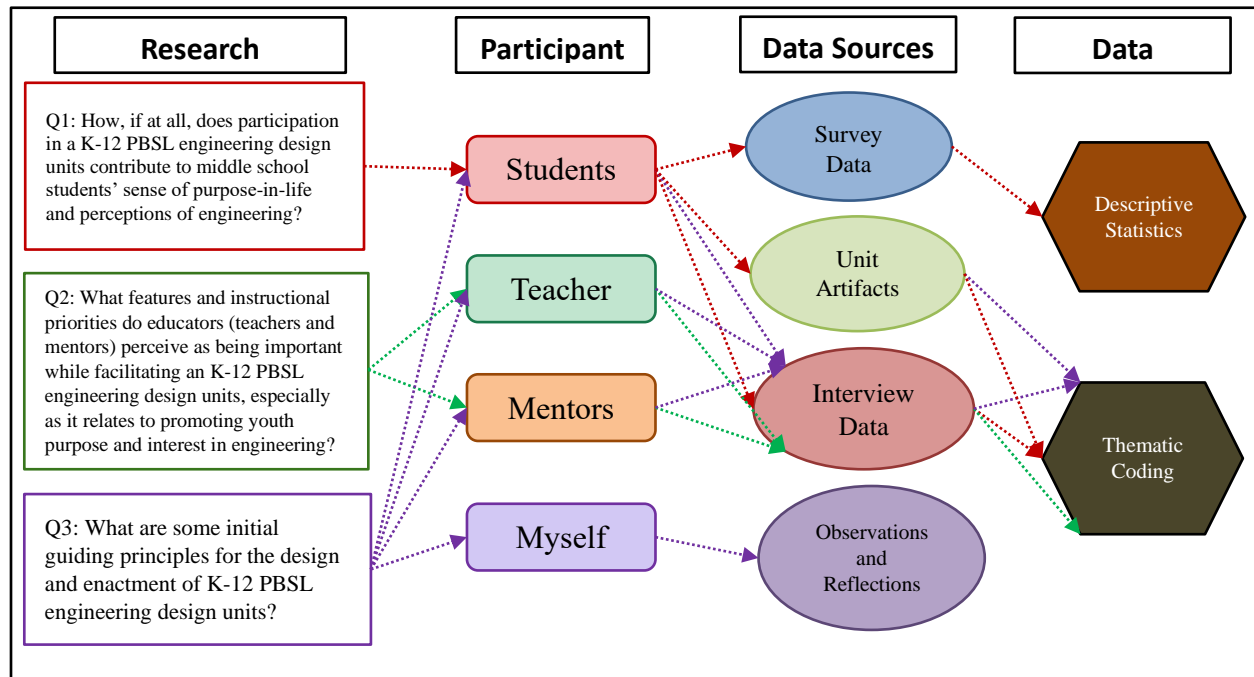 Research
Participant
Data Sources
Data
Q1: How, if at all, does participation
in a K-12 PBSL engineering design
units contribute to middle school
students’ sense of purpose-in-life
and perceptions of engineering?
Q2: What features and instructional
priorities do educators (teachers and
mentors) perceive as being important
while facilitating an K-12 PBSL
engineering design units, especially
as it relates to promoting youth
purpose and interest in engineering?
Q3: What are some initial
guiding principles for the design
and enactment of K-12 PBSL
engineering design units?
Students
Teacher
Mentors
Myself
Survey
Data
Unit
Artifacts
Interview
Data
Observations
and
Reflections
Descriptive
Statistics
Thematic
Coding